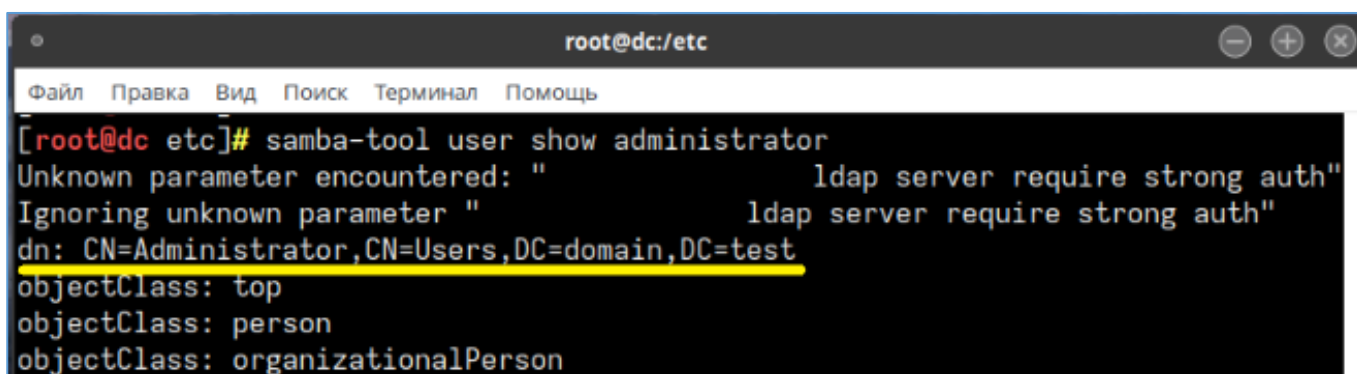 root@dc:/etc
Файл Правка Вид Поиск Терминал Помощь
[root@dc etc]# samba-tool user show administrator
Unknown parameter encountered: "                ldap server require strong auth"
Ignoring unknown parameter "                ldap server require strong auth"
dn: CN=Administrator,CN=Users,DC=domain,DC=test
objectClass: top
objectClass: person
objectClass: organizationalPerson